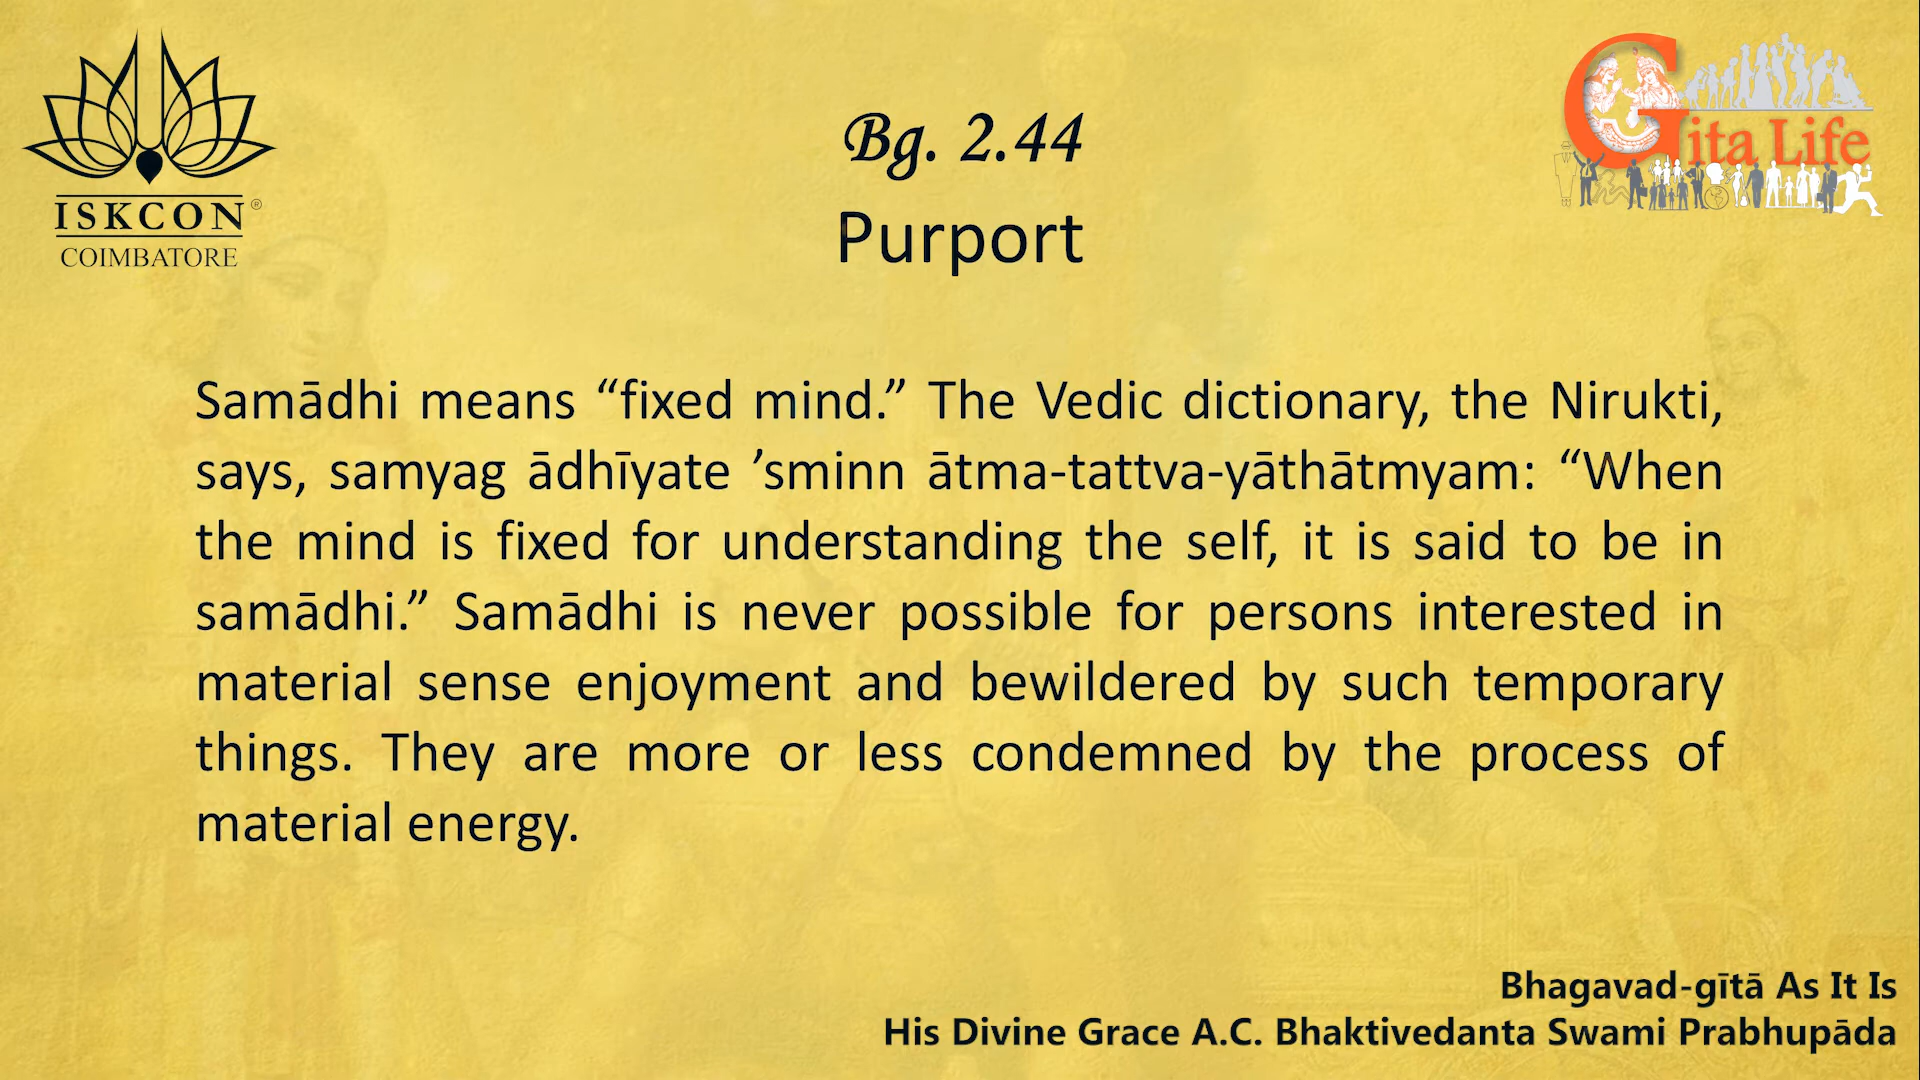 ISKCON®
COIMBATORE
Bg. 2.44
Purport
Gita Life
Samādhi means “fixed mind.” The Vedic dictionary, the Nirukti,
says, samyag ādhīyate ’sminn ātma-tattva-yāthātmyam: “When
the mind is fixed for understanding the self, it is said to be in
samādhi.” Samādhi is never possible for persons interested in
material sense enjoyment and bewildered by such temporary
things. They are more or less condemned by the process of
material energy.
Bhagavad-gītā As It Is
His Divine Grace A.C. Bhaktivedanta Swami Prabhupāda